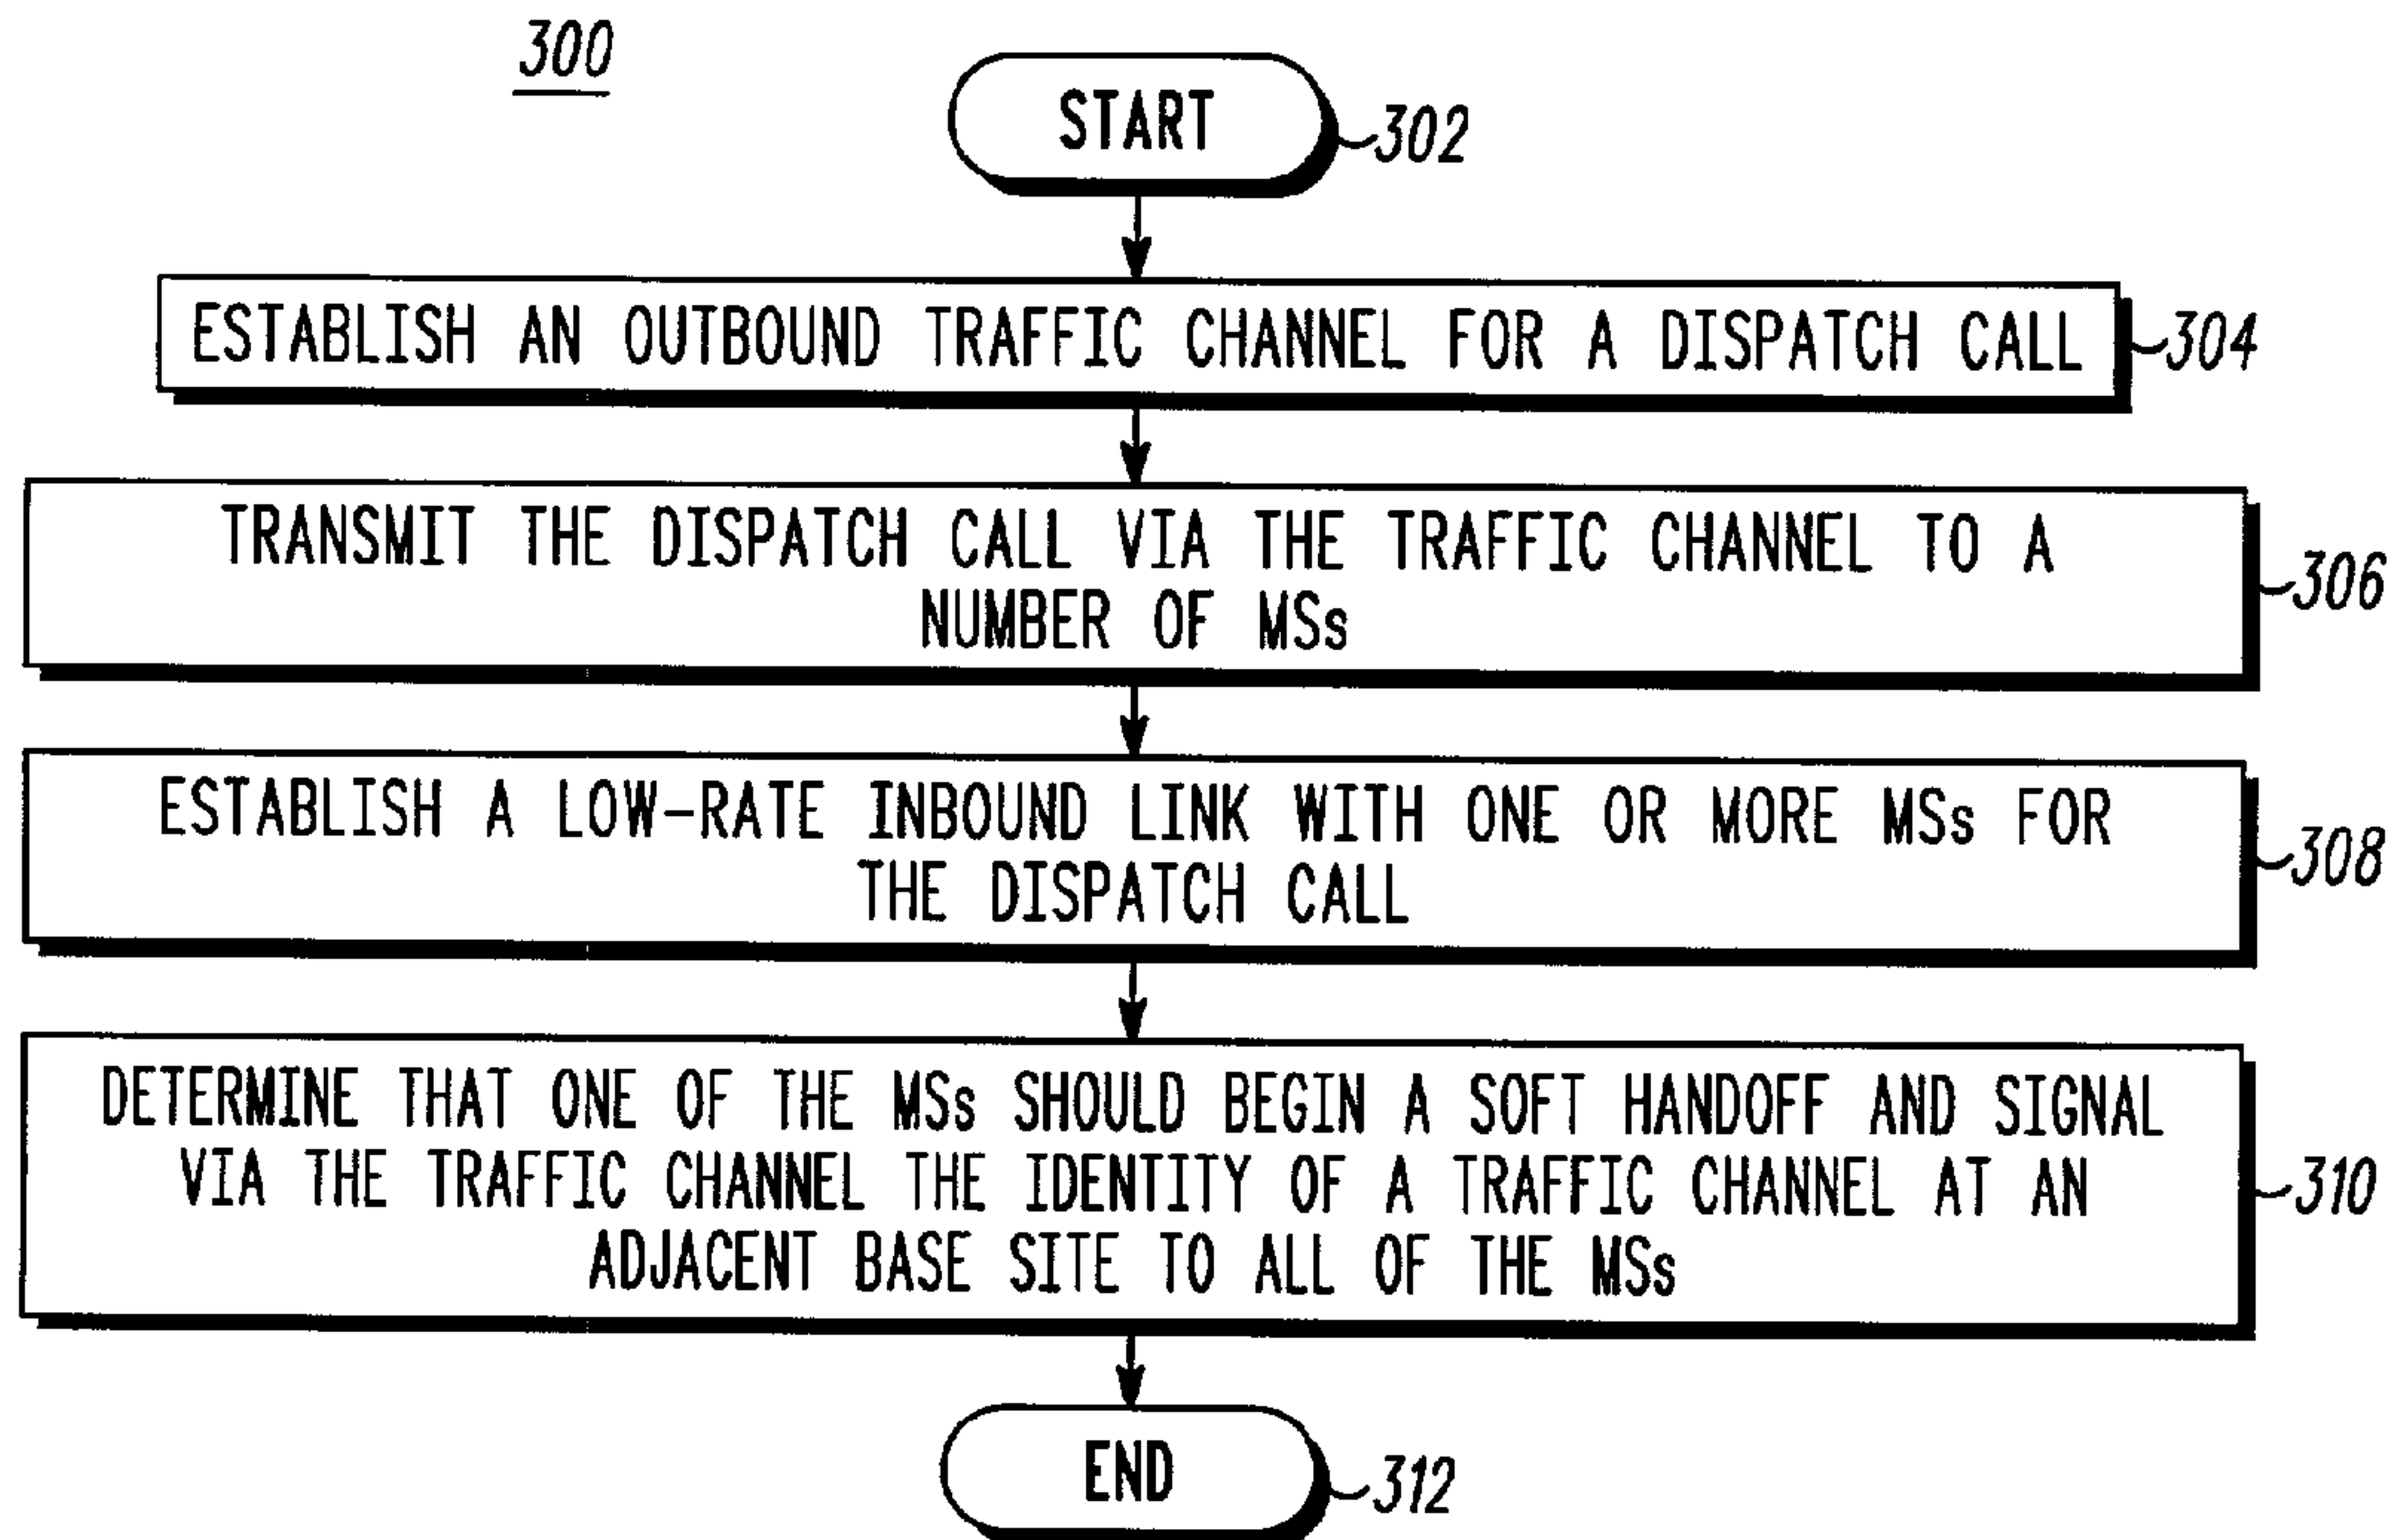 300
START
302
ESTABLISH AN OUTBOUND TRAFFIC CHANNEL FOR A DISPATCH CALL
304
TRANSMIT THE DISPATCH CALL VIA THE TRAFFIC CHANNEL TO A
NUMBER OF MSs
306
ESTABLISH A LOW-RATE INBOUND LINK WITH ONE OR MORE MSs FOR
THE DISPATCH CALL
308
DETERMINE THAT ONE OF THE MSs SHOULD BEGIN A SOFT HANDOFF AND SIGNAL
VIA THE TRAFFIC CHANNEL THE IDENTITY OF A TRAFFIC CHANNEL AT AN
ADJACENT BASE SITE TO ALL OF THE MSs
310
END
312